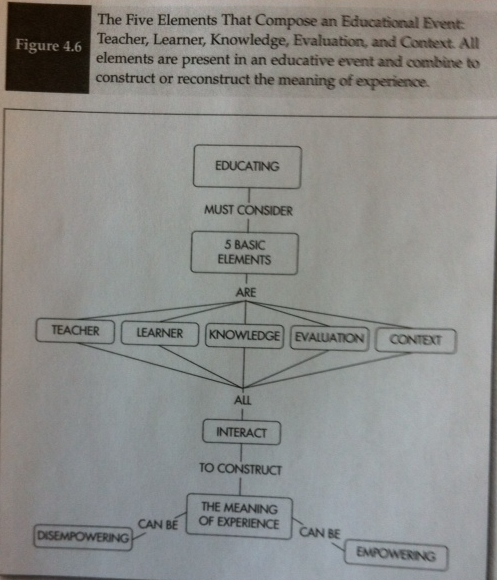 Figure 4.6
The Five Elements That Compose an Educational Event:
Teacher, Learner, Knowledge, Evaluation, and Context. All
elements are present in an educative event and combine to
construct or reconstruct the meaning of experience.
EDUCATING
MUST CONSIDER
5 BASIC
ELEMENTS
ARE
TEACHER
LEARNER
KNOWLEDGE
EVALUATION
CONTEXT
ALL
INTERACT
TO CONSTRUCT
THE MEANING
OF EXPERIENCE
CAN BE
CAN BE
DISEMPOWERING
EMPOWERING